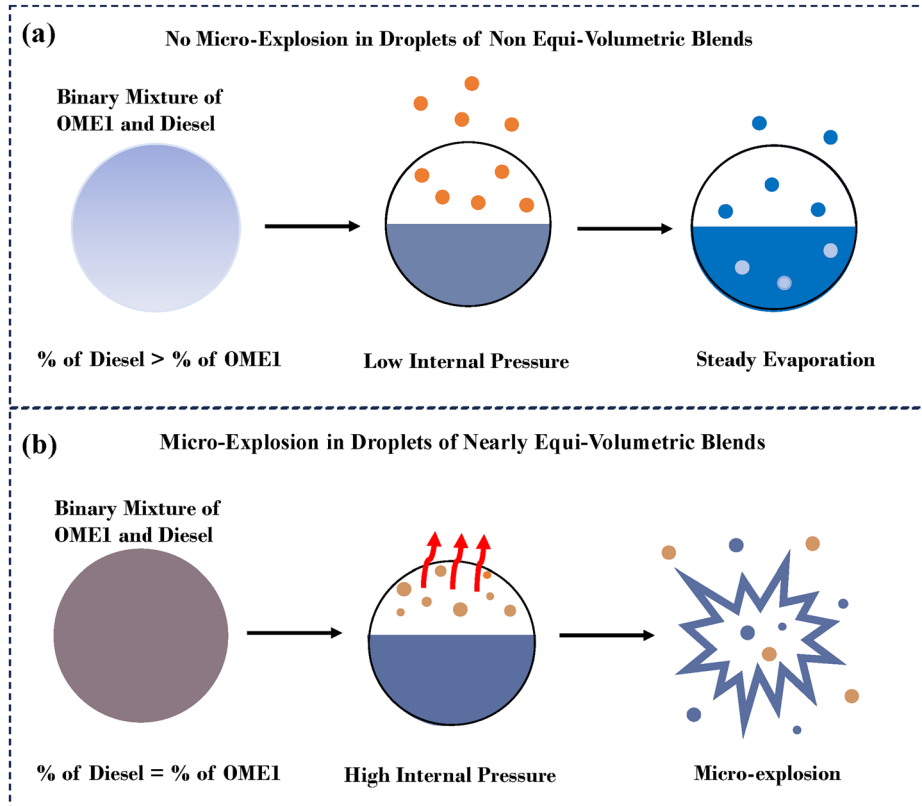 (a)
No Micro-Explosion in Droplets of Non Equi-Volumetric Blends
Binary Mixture of
OME1 and Diesel
% of Diesel > % of OME1
Low Internal Pressure
Steady Evaporation
(b)
Micro-Explosion in Droplets of Nearly Equi-Volumetric Blends
Binary Mixture of
OME1 and Diesel
% of Diesel = % of OME1
High Internal Pressure
Micro-explosion